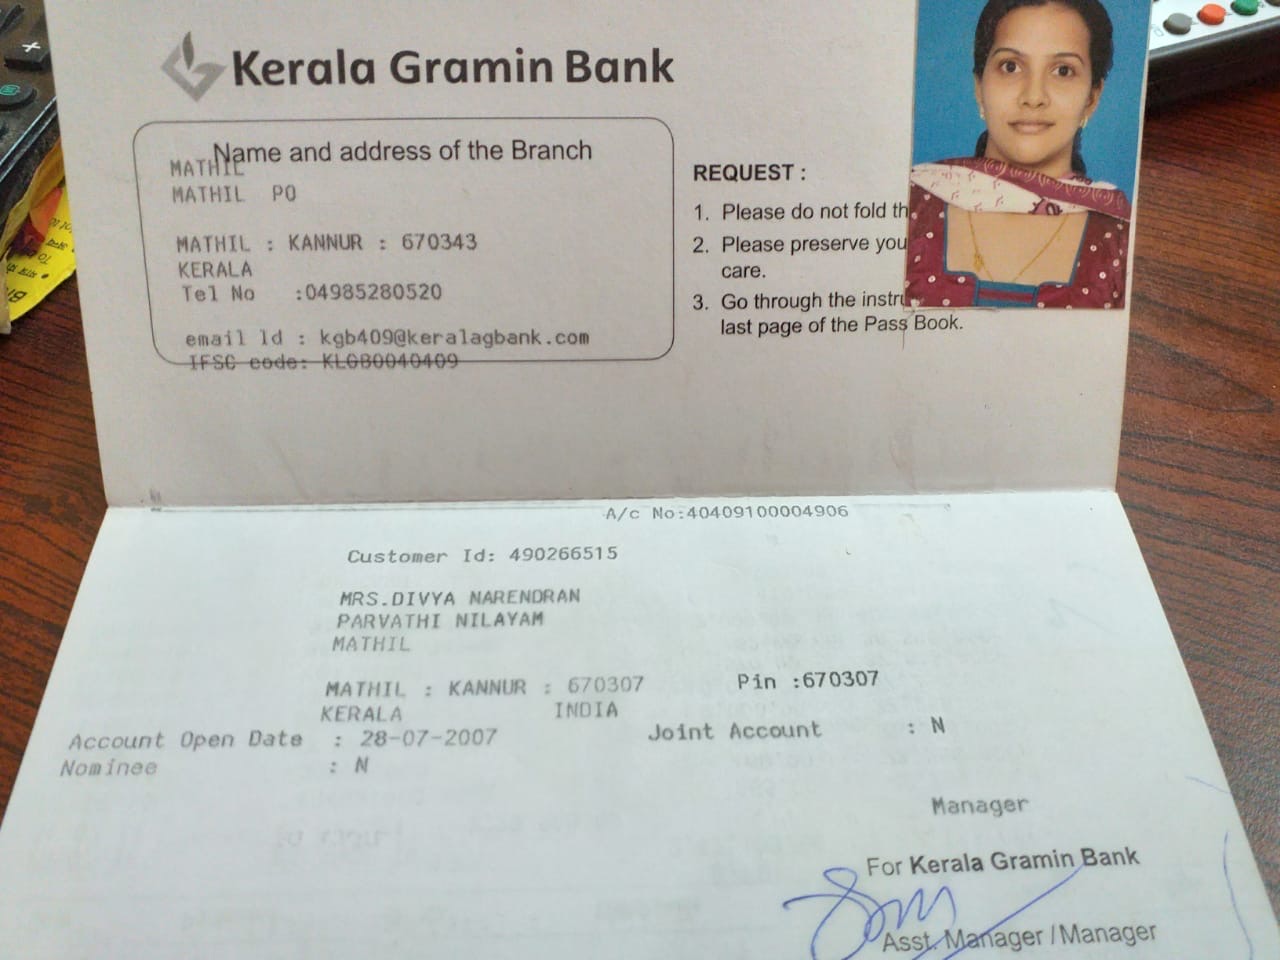 Kerala Gramin Bank
Name and address of the Branch
MATHIL
MATHIL PO
MATHIL : KANNUR : 670343
KERALA
Tel No :04985280520
email Id : kgb409@keralagbank.com
IFSC code: KLGB0040409
REQUEST :
1. Please do not fold th
2. Please preserve you
care.
3. Go through the instru
last page of the Pass Book.
A/c No:40409100004906
Customer Id: 490266515
MRS.DIVYA NARENDRAN
PARVATHI NILAYAM
MATHIL
MATHIL : KANNUR : 670307 Pin :670307
KERALA INDIA
Account Open Date : 28-07-2007 Joint Account : N
Nominee : N
Manager
For Kerala Gramin Bank
Asst. Manager / Manager